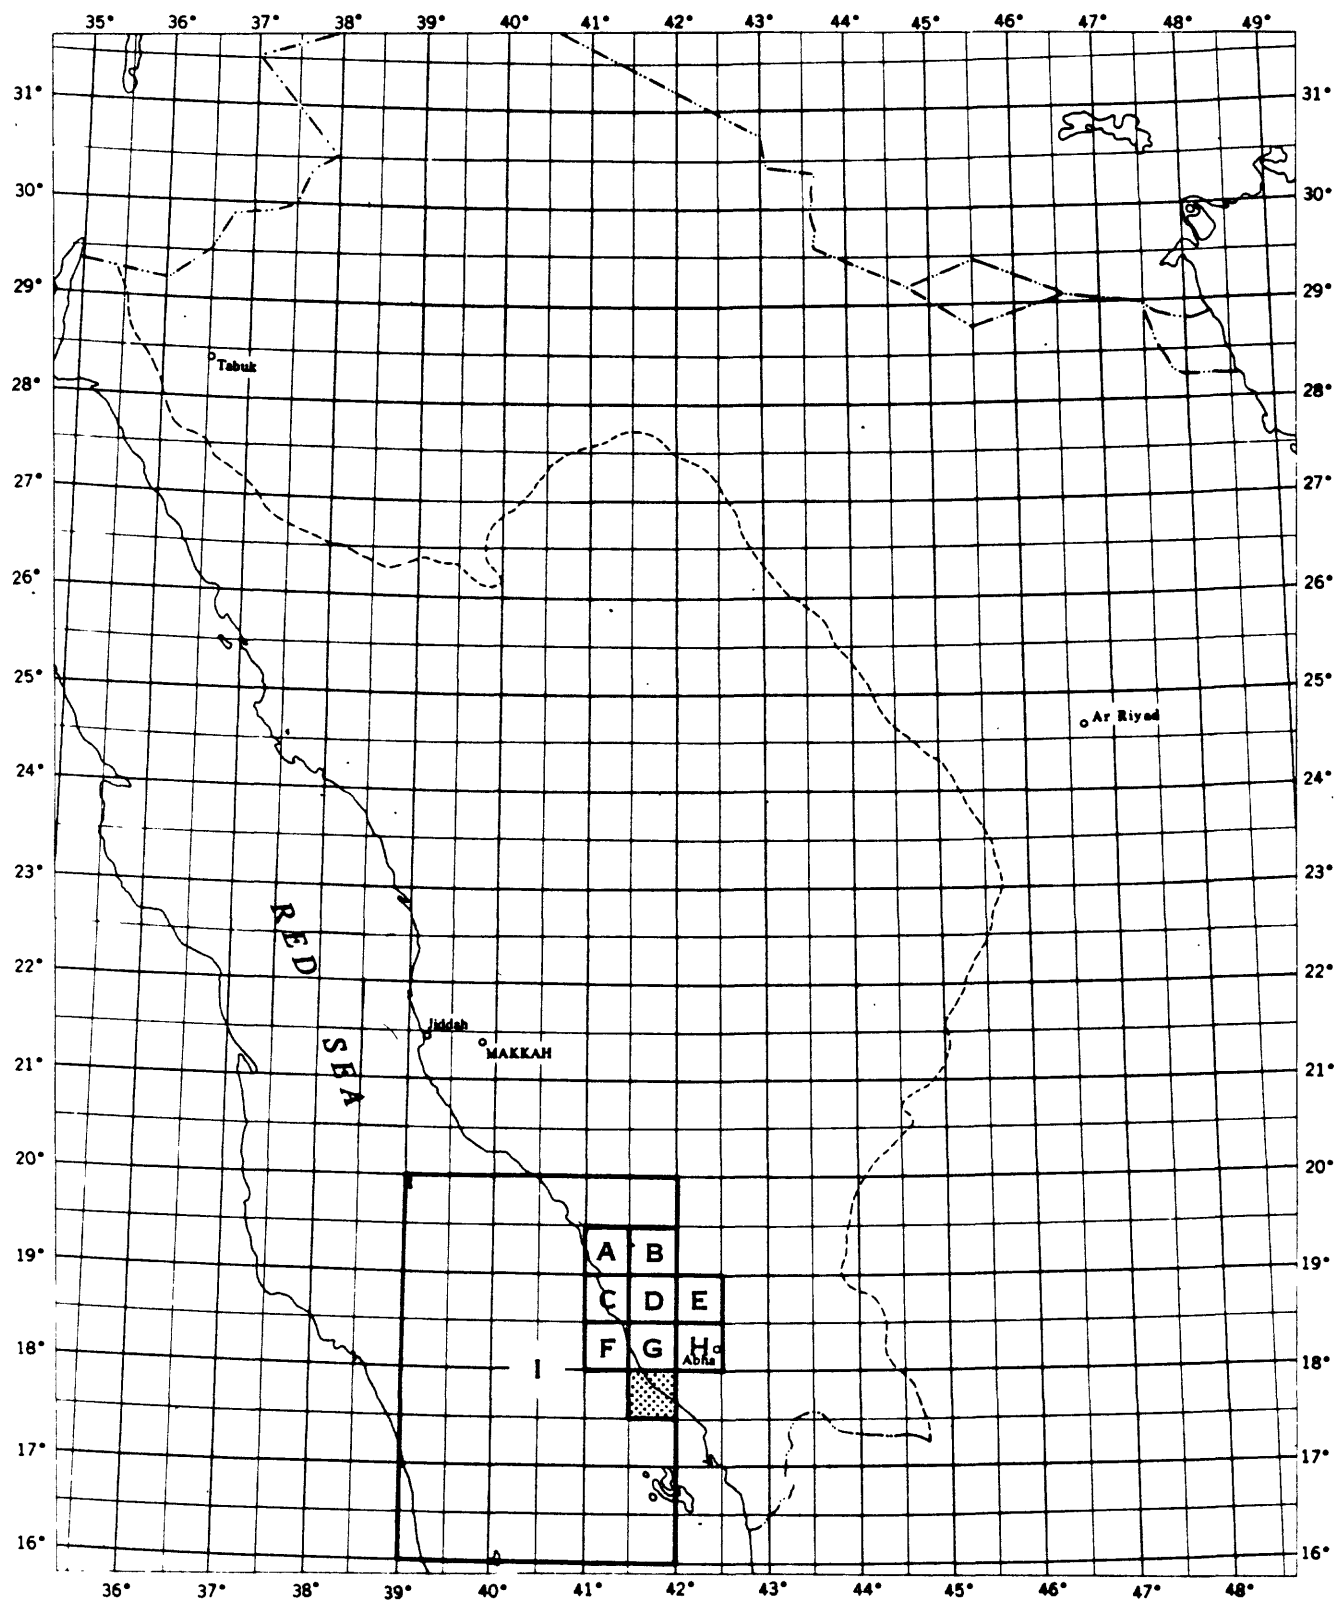 35° 36° 37° 38° 39° 40° 41° 42° 43° 44° 45° 46° 47° 48° 49°
31° 31°
30° 30°
29° 29°
Tabuk
28° 28°
27° 27°
26° 26°
25° 25°
Ar Riyad
24° 24°
23° 23°
RED
22° 22°
Jiddah
MAKKAH
21° 21°
SEA
20° 20°
A B
19° 19°
C D E
F G H
18° 18°
Abha
I
17° 17°
16° 16°
36° 37° 38° 39° 40° 41° 42° 43° 44° 45° 46° 47° 48°